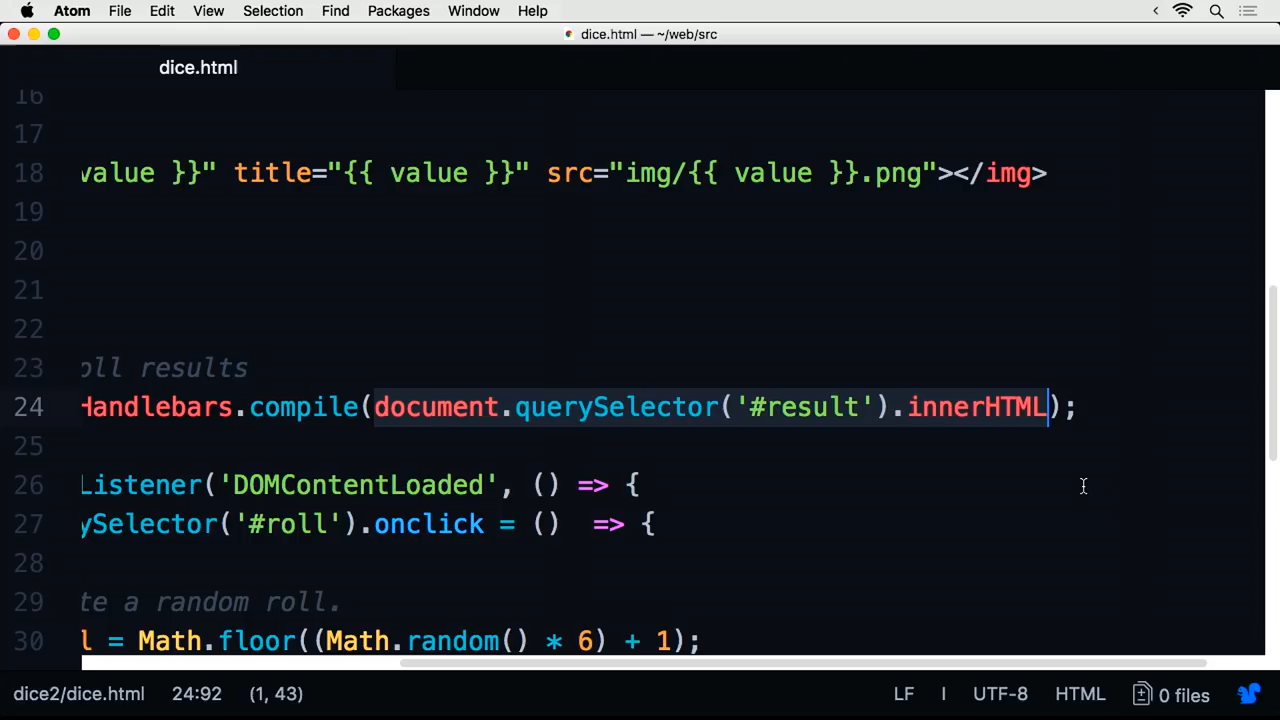 Atom File Edit View Selection Find Packages Window Help
dice.html — ~/web/src
dice.html
16
17
18 value }}" title="{{ value }}" src="img/{{ value }}.png"></img>
19
20
21
22
23 oll results
24 Handlebars.compile(document.querySelector('#result').innerHTML);
25
26 Listener('DOMContentLoaded', () => {
27 ySelector('#roll').onclick = ()  => {
28
29 te a random roll.
30 l = Math.floor((Math.random() * 6) + 1);
dice2/dice.html 24:92 (1, 43) LF I UTF-8 HTML 0 files